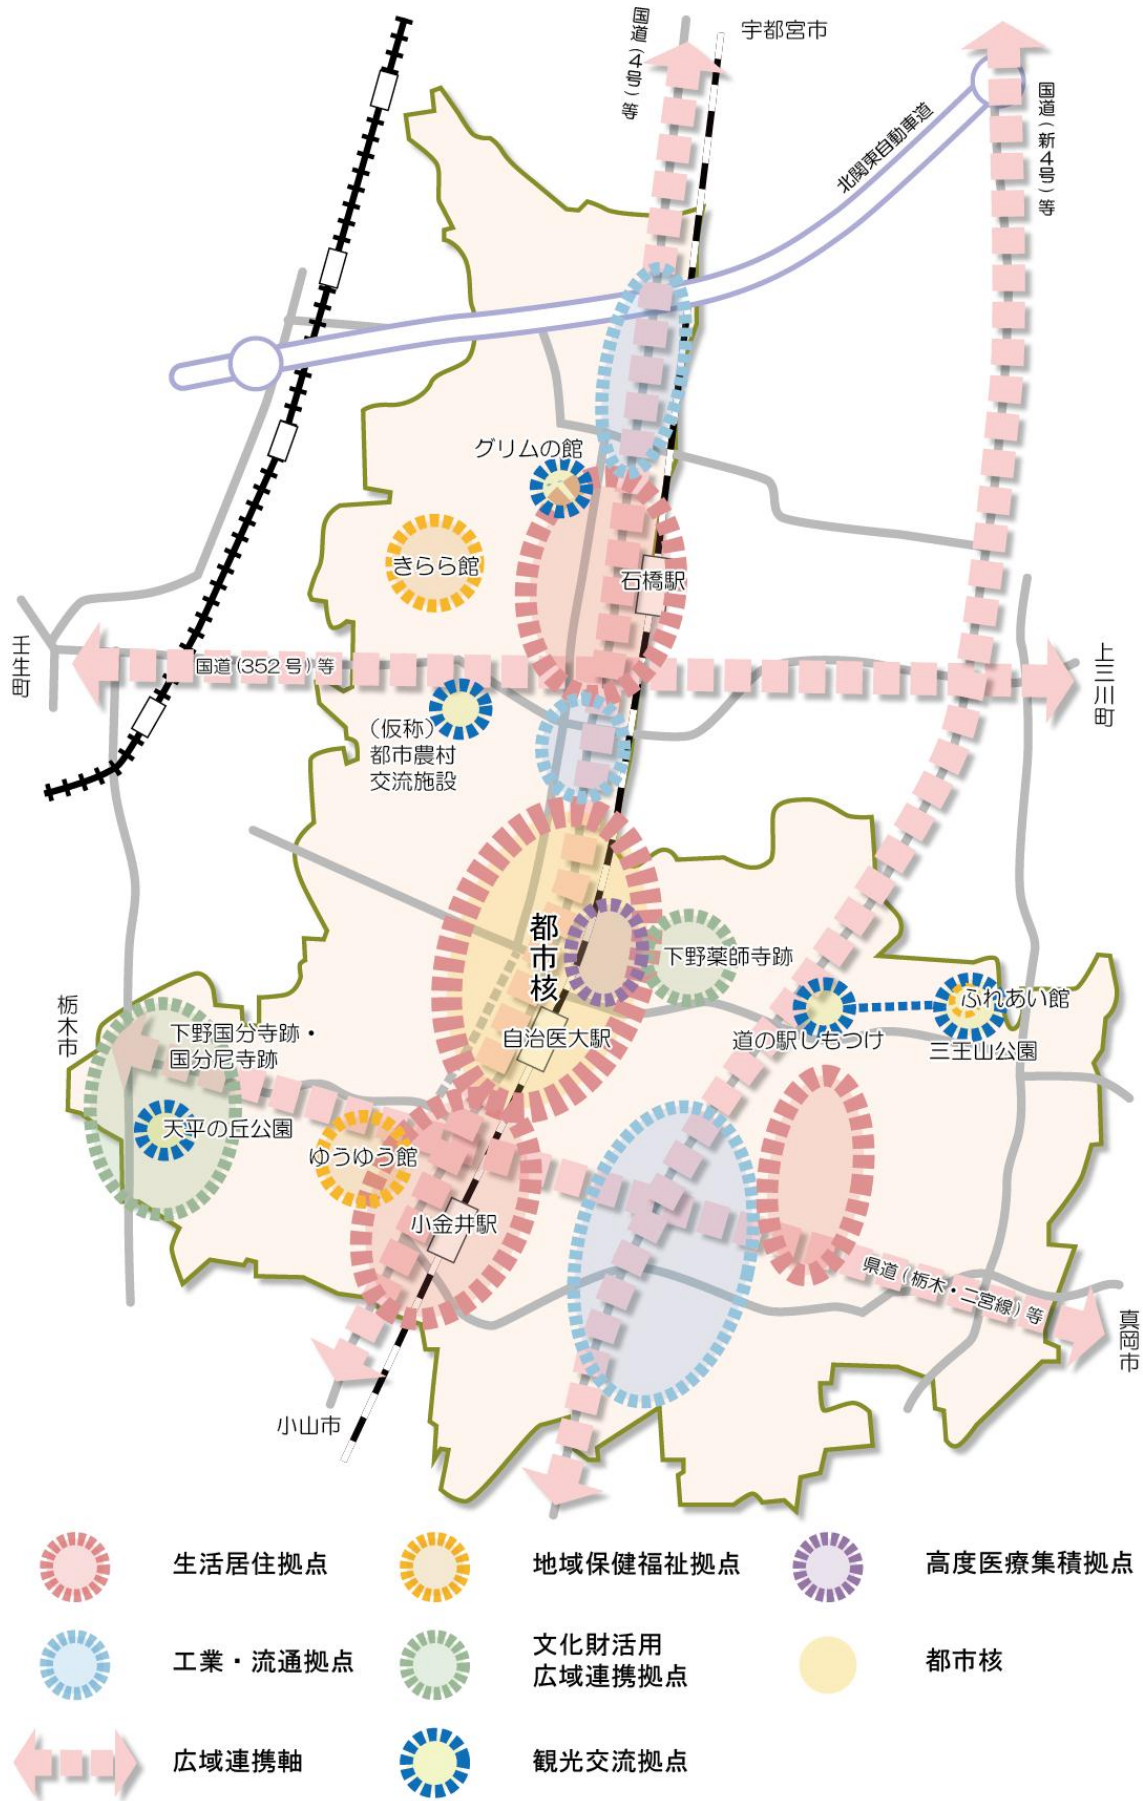 宇都宮市
国道(4号)等
国道(新4号)等
北関東自動車道
グリムの館
きらら館
石橋駅
壬生町
国道(352号)等
上三川町
(仮称)
都市農村
交流施設
都市核
下野薬師寺跡
栃木市
下野国分寺跡・
国分尼寺跡
自治医大駅
道の駅しもつけ
ふれあい館
三王山公園
天平の丘公園
ゆうゆう館
小金井駅
県道(栃木・二宮線)等
真岡市
小山市
生活居住拠点
地域保健福祉拠点
高度医療集積拠点
工業・流通拠点
文化財活用
広域連携拠点
都市核
広域連携軸
観光交流拠点